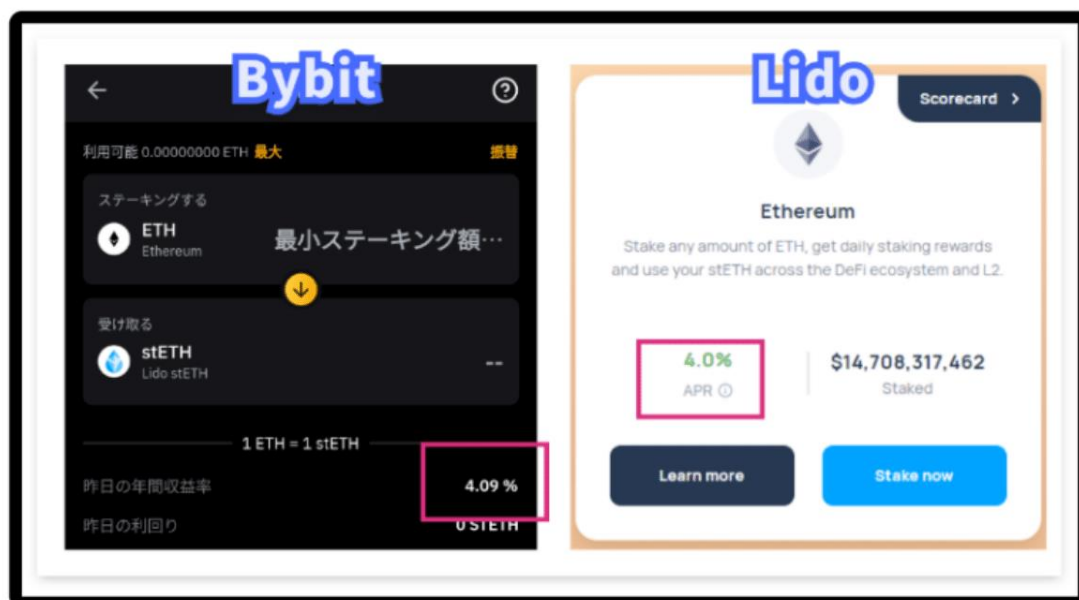 Bybit
利用可能 0.00000000 ETH 最大 振替
ステーキングする
ETH
Ethereum
最小ステーキング額…
受け取る
stETH
Lido stETH
--
1 ETH = 1 stETH
昨日の年間収益率 4.09 %
昨日の利回り 0 STETH
Lido
Scorecard >
Ethereum
Stake any amount of ETH, get daily staking rewards
and use your stETH across the DeFi ecosystem and L2.
4.0%
APR
$14,708,317,462
Staked
Learn more
Stake now